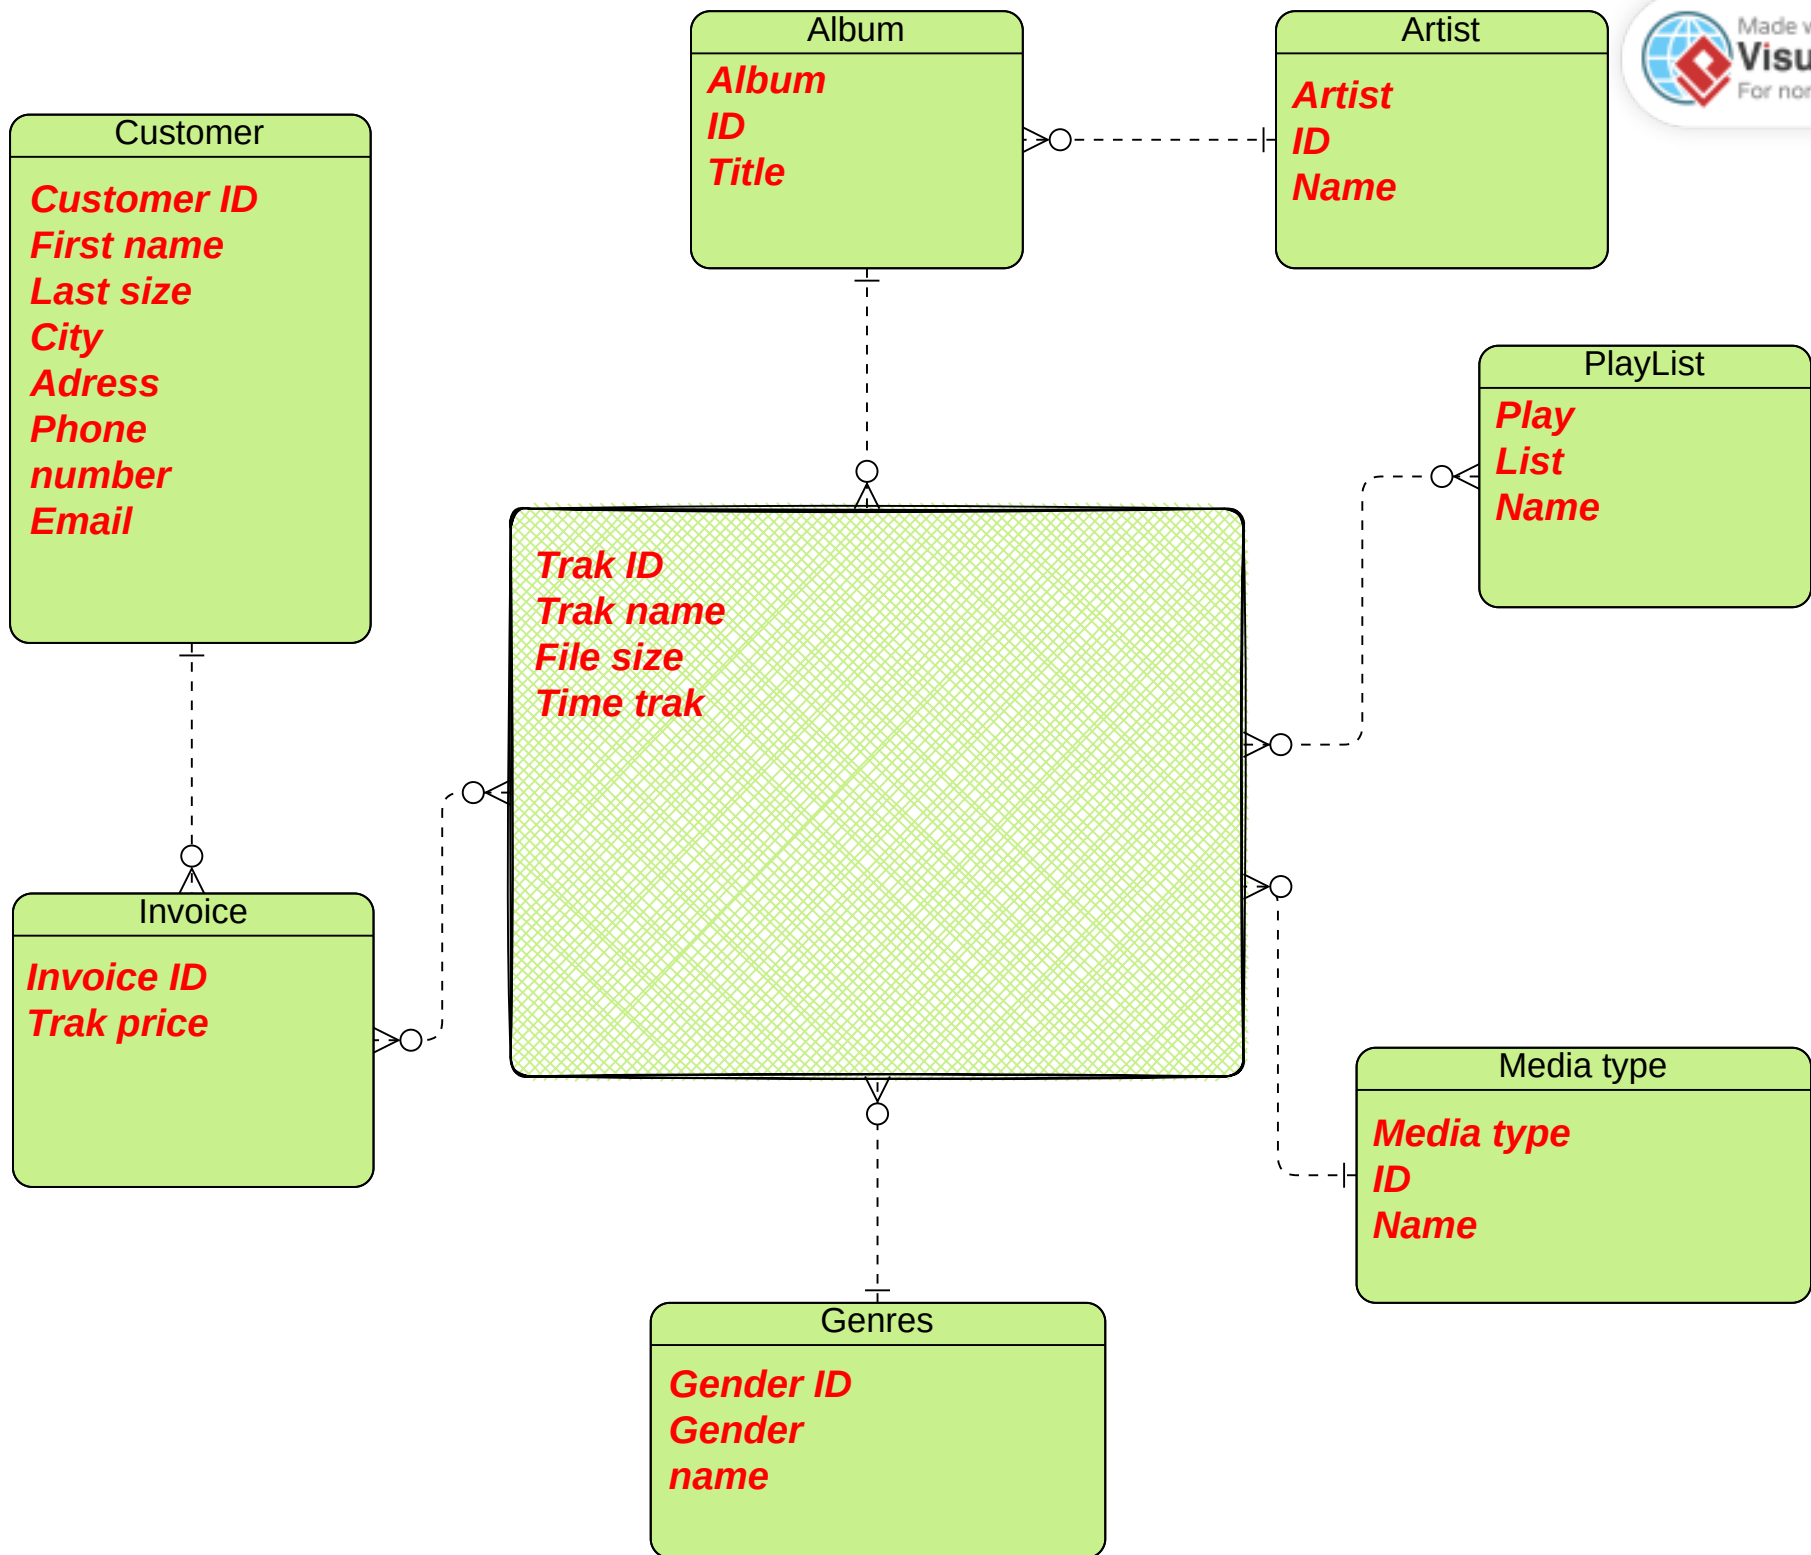 Album
Album
ID
Title
Artist
Artist
ID
Name
Made
Customer
Customer ID
First name
Last size
City
Adress
Phone
number
Email
PlayList
Play
List
Name
Trak ID
Trak name
File size
Time trak
Invoice
Invoice ID
Trak price
Media type
Media type
ID
Name
Genres
Gender ID
Gender
name